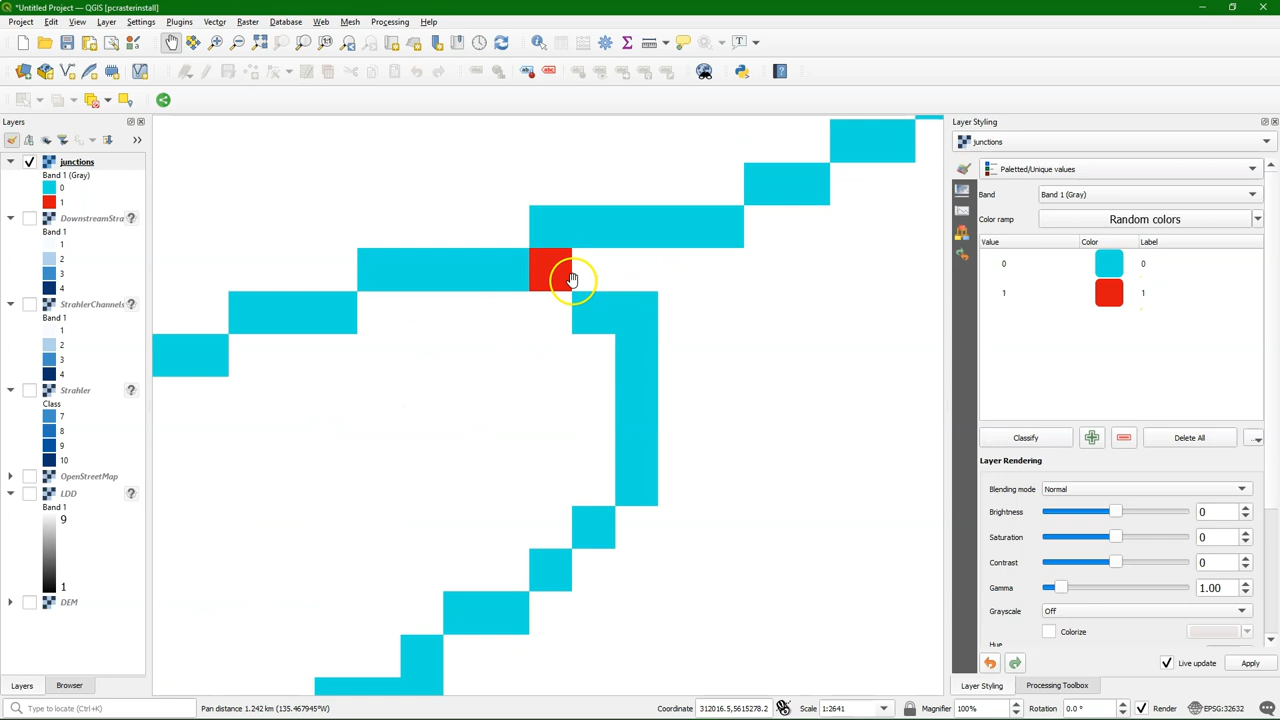 *Untitled Project — QGIS [pcrasterinstall]
Project Edit View Layer Settings Plugins Vector Raster Database Web Mesh Processing Help
Layers
junctions
Band 1 (Gray)
0
1
DownstreamStra
Band 1
1
2
3
4
StrahlerChannels
Band 1
1
2
3
4
Strahler
Class
7
8
9
10
OpenStreetMap
LDD
Band 1
9
1
DEM
Layers Browser
Layer Styling
junctions
Paletted/Unique values
Band Band 1 (Gray)
Color ramp Random colors
Value Color Label
0 0
1 1
Classify Delete All ...
Layer Rendering
Blending mode Normal
Brightness 0
Saturation 0
Contrast 0
Gamma 1.00
Grayscale Off
Colorize
Hue
Live update Apply
Layer Styling Processing Toolbox
Type to locate (Ctrl+K) Pan distance 1.242 km (135.467945°W) Coordinate 312016.5,5615278.2 Scale 1:2641 Magnifier 100% Rotation 0.0 ° Render EPSG:32632